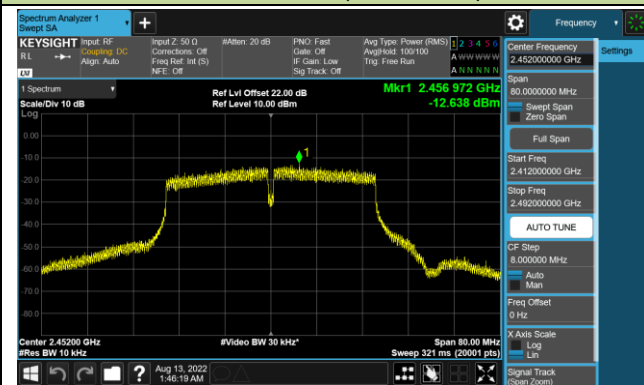 Spectrum Analyzer 1
Swept SA
Frequency
KEYSIGHT
R L
Input: RF
Coupling: DC
Align: Auto
Input Z: 50 Ω
Corrections: Off
Freq Ref: Int (S)
NFE: Off
#Atten: 20 dB
PNO: Fast
Gate: Off
IF Gain: Low
Sig Track: Off
Avg Type: Power (RMS)
Avg|Hold: 100/100
Trig: Free Run
1 2 3 4 5 6
A W W W W W
A N N N N N
1 Spectrum
Scale/Div 10 dB
Log
Ref Lvl Offset 22.00 dB
Ref Level 10.00 dBm
Mkr1 2.456 972 GHz
-12.638 dBm
0.00
-10.0
-20.0
-30.0
-40.0
-50.0
-60.0
-70.0
-80.0
1
Center 2.45200 GHz
#Res BW 10 kHz
#Video BW 30 kHz*
Span 80.00 MHz
Sweep 321 ms (20001 pts)
Center Frequency
2.452000000 GHz
Settings
Span
80.0000000 MHz
Swept Span
Zero Span
Full Span
Start Freq
2.412000000 GHz
Stop Freq
2.492000000 GHz
AUTO TUNE
CF Step
8.000000 MHz
Auto
Man
Freq Offset
0 Hz
X Axis Scale
Log
Lin
Signal Track
(Span Zoom)
Aug 13, 2022
1:46:19 AM